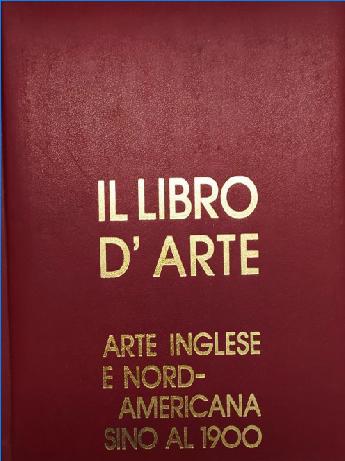 IL LIBRO
D' ARTE
ARTE INGLESE
E NORD-
AMERICANA
SINO AL 1900